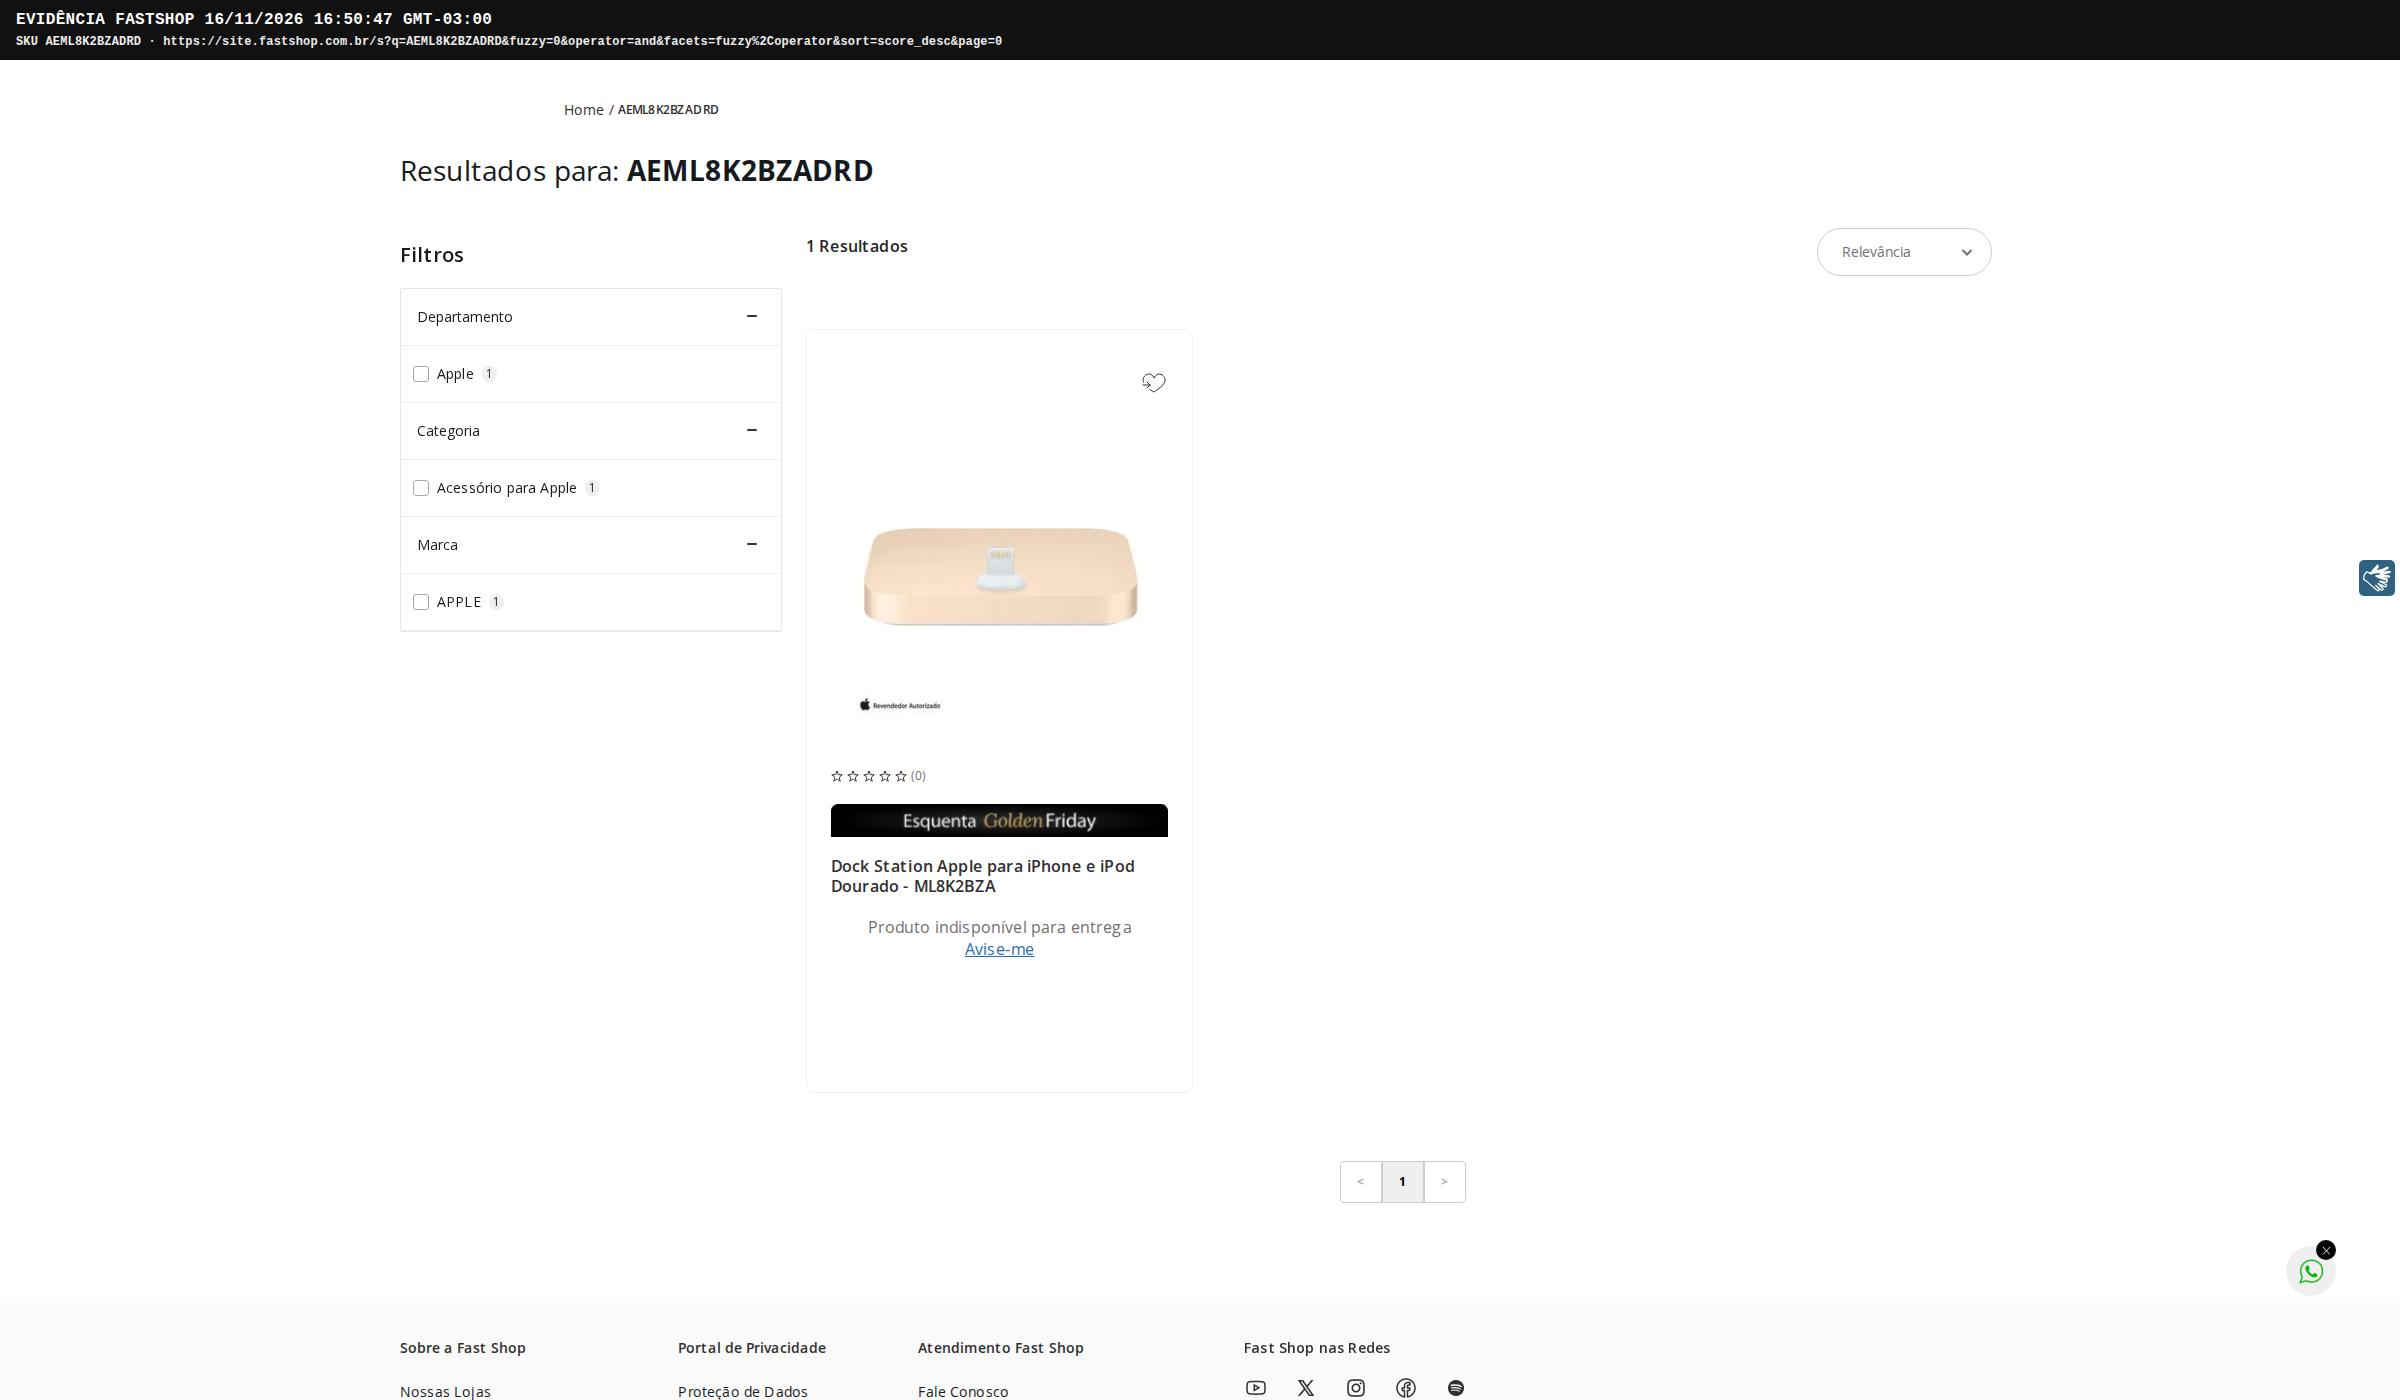 EVIDÊNCIA FASTSHOP 16/11/2026 16:50:47 GMT-03:00
SKU AEML8K2BZADRD · https://site.fastshop.com.br/s?q=AEML8K2BZADRD&fuzzy=0&operator=and&facets=fuzzy%2Coperator&sort=score_desc&page=0
Home / AEML8K2BZADRD
Resultados para: AEML8K2BZADRD
Filtros
1 Resultados
Relevância
Departamento
Apple 1
Categoria
Acessório para Apple 1
Marca
APPLE 1
Revendedor Autorizado
(0)
Esquenta Golden Friday
Dock Station Apple para iPhone e iPod
Dourado - ML8K2BZA
Produto indisponível para entrega
Avise-me
< 1 >
Sobre a Fast Shop
Portal de Privacidade
Atendimento Fast Shop
Fast Shop nas Redes
Nossas Lojas
Proteção de Dados
Fale Conosco